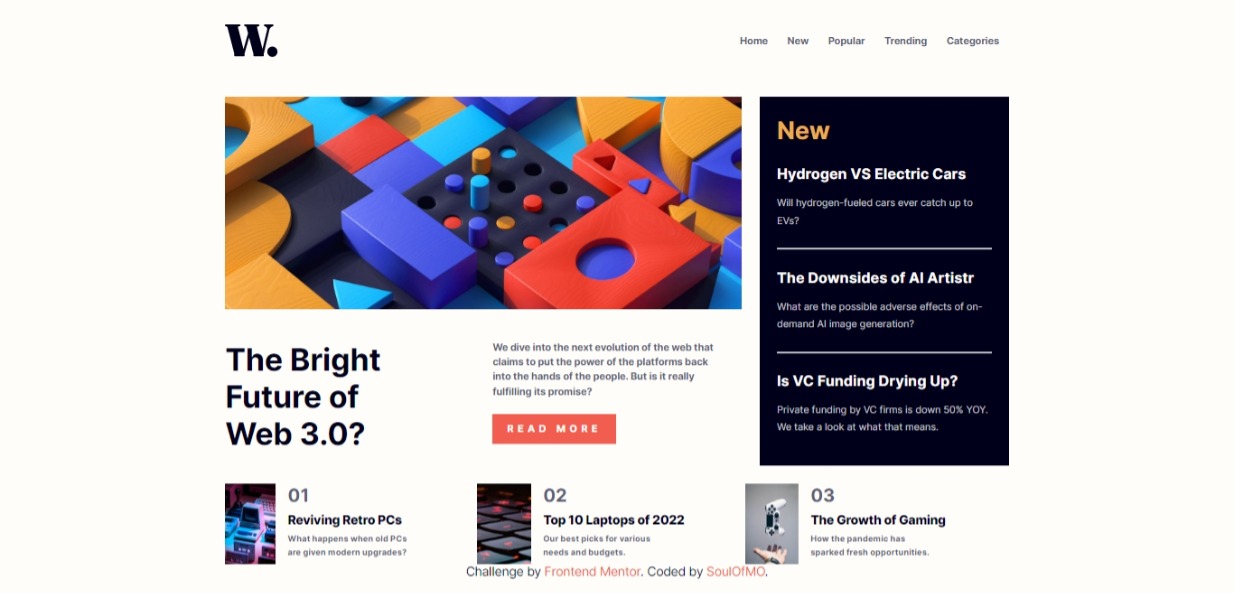 W.
Home New Popular Trending Categories
New
Hydrogen VS Electric Cars
Will hydrogen-fueled cars ever catch up to
EVs?
The Downsides of AI Artistr
What are the possible adverse effects of on-
demand AI image generation?
Is VC Funding Drying Up?
Private funding by VC firms is down 50% YOY.
We take a look at what that means.
The Bright
Future of
Web 3.0?
We dive into the next evolution of the web that
claims to put the power of the platforms back
into the hands of the people. But is it really
fulfilling its promise?
READ MORE
01
Reviving Retro PCs
What happens when old PCs
are given modern upgrades?
02
Top 10 Laptops of 2022
Our best picks for various
needs and budgets.
03
The Growth of Gaming
How the pandemic has
sparked fresh opportunities.
Challenge by Frontend Mentor. Coded by SoulOfMO.